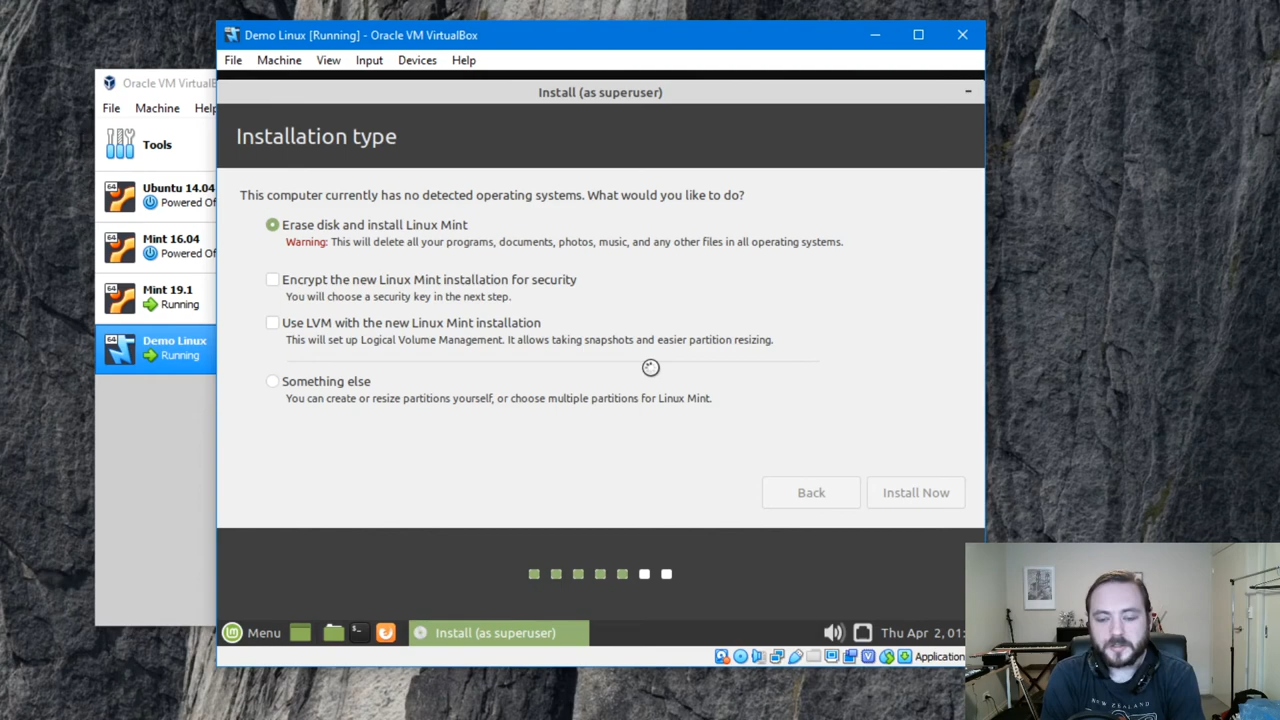 Demo Linux [Running] - Oracle VM VirtualBox
File Machine View Input Devices Help
Oracle VM VirtualB
File Machine Help
Tools
64
Ubuntu 14.04
Powered Of
64
Mint 16.04
Powered Of
64
Mint 19.1
Running
64
Demo Linux
Running
Install (as superuser)
Installation type
This computer currently has no detected operating systems. What would you like to do?
Erase disk and install Linux Mint
Warning: This will delete all your programs, documents, photos, music, and any other files in all operating systems.
Encrypt the new Linux Mint installation for security
You will choose a security key in the next step.
Use LVM with the new Linux Mint installation
This will set up Logical Volume Management. It allows taking snapshots and easier partition resizing.
Something else
You can create or resize partitions yourself, or choose multiple partitions for Linux Mint.
Back Install Now
Menu Install (as superuser) Thu Apr 2, 01:
Application
NEW ZEALAND